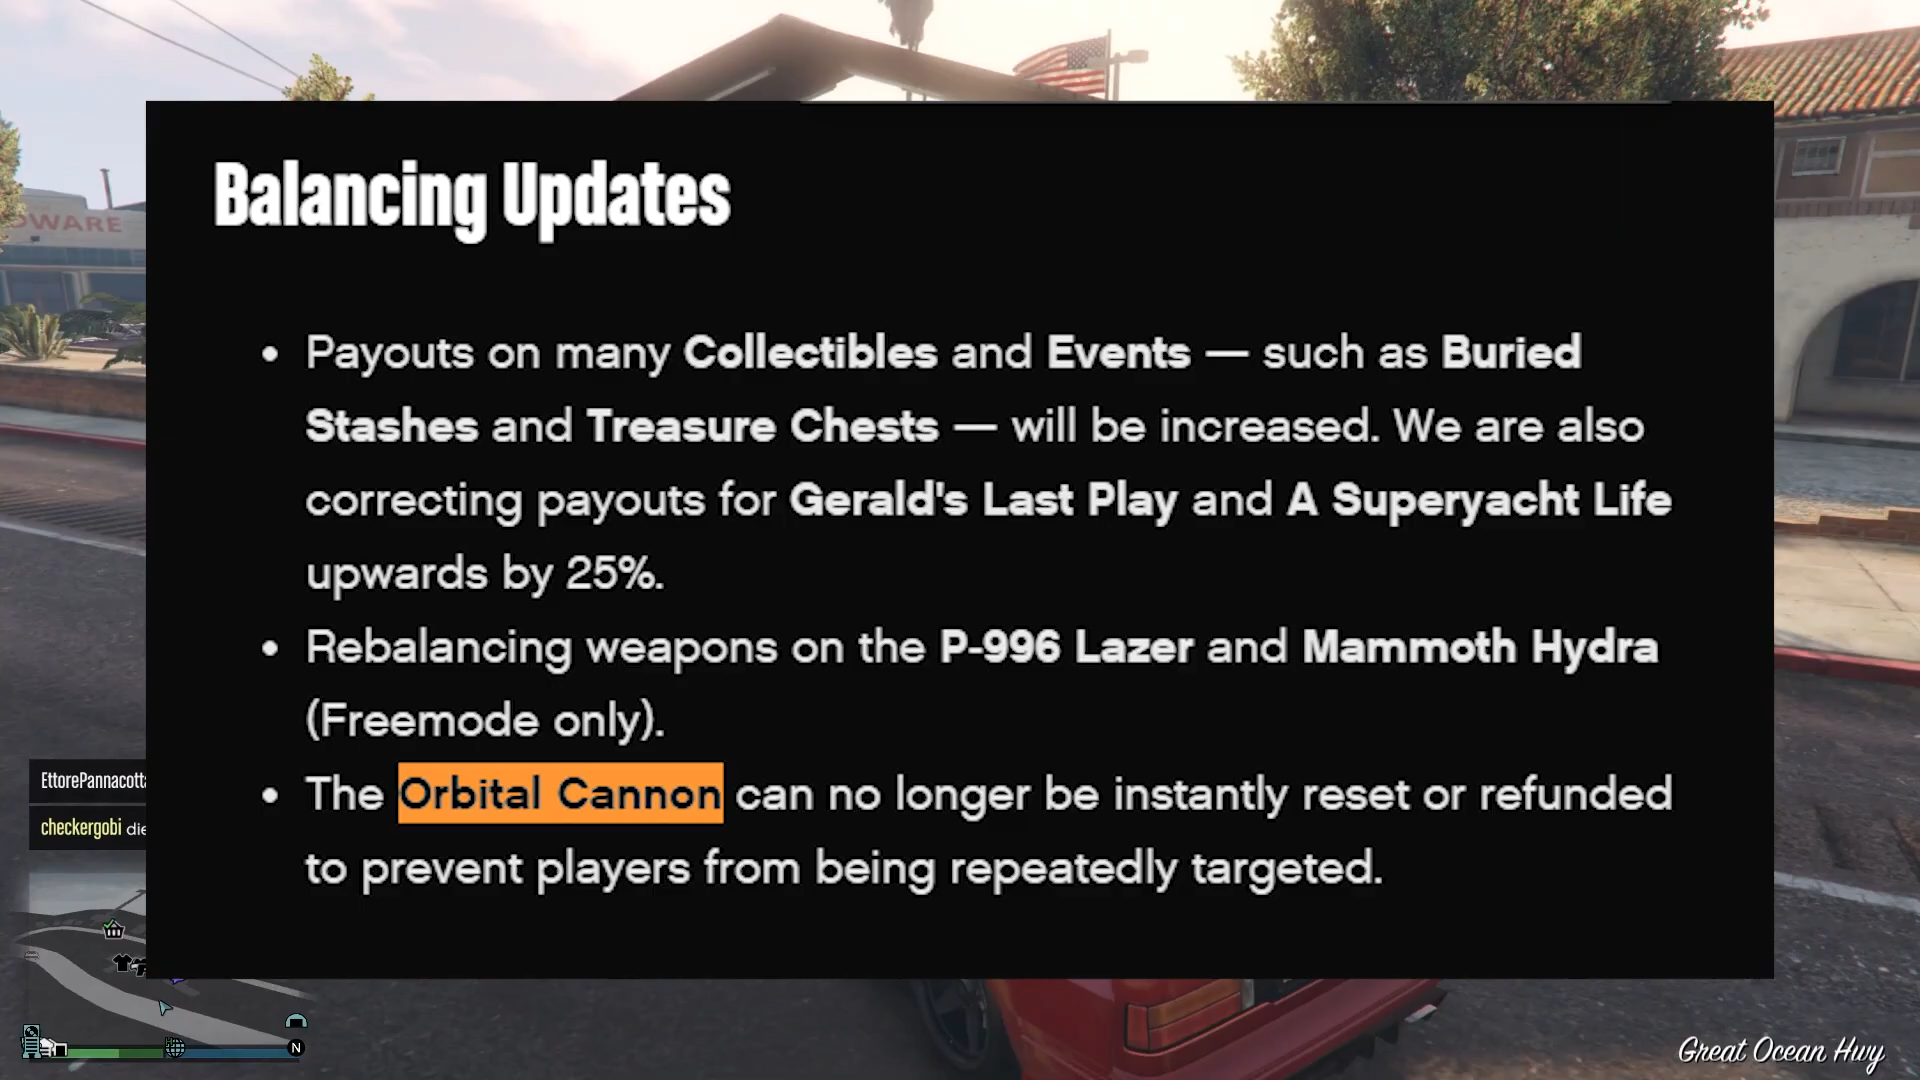 DWARE
Balancing Updates
• Payouts on many Collectibles and Events — such as Buried
Stashes and Treasure Chests — will be increased. We are also
correcting payouts for Gerald's Last Play and A Superyacht Life
upwards by 25%.
• Rebalancing weapons on the P-996 Lazer and Mammoth Hydra
(Freemode only).
• The Orbital Cannon can no longer be instantly reset or refunded
to prevent players from being repeatedly targeted.
EttorePannacotta
checkergobi die
N
Great Ocean Hwy